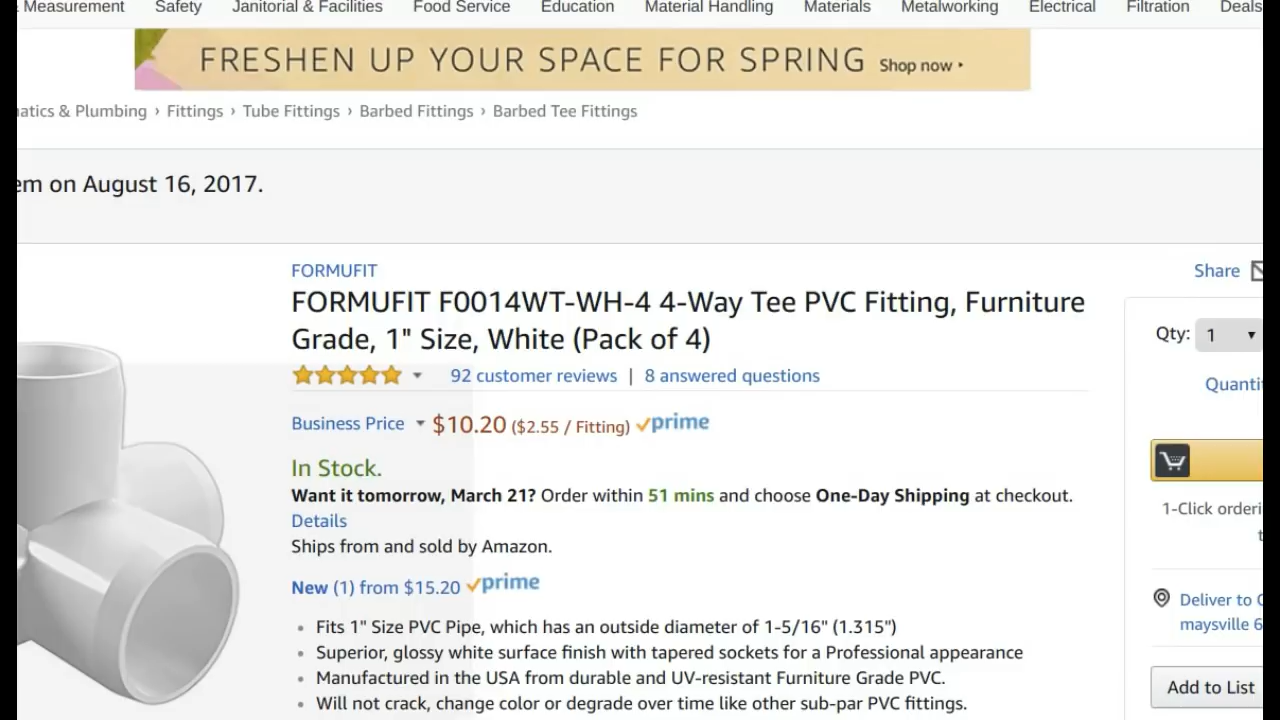 Measurement Safety Janitorial & Facilities Food Service Education Material Handling Materials Metalworking Electrical Filtration Deals
FRESHEN UP YOUR SPACE FOR SPRING Shop now ▸
& Plumbing › Fittings › Tube Fittings › Barbed Fittings › Barbed Tee Fittings
on August 16, 2017.
FORMUFIT
Share
FORMUFIT F0014WT-WH-4 4-Way Tee PVC Fitting, Furniture
Grade, 1" Size, White (Pack of 4)
Qty: 1
92 customer reviews | 8 answered questions
Business Price $10.20 ($2.55 / Fitting) prime
In Stock.
Want it tomorrow, March 21? Order within 51 mins and choose One-Day Shipping at checkout.
Details
1-Click
Ships from and sold by Amazon.
New (1) from $15.20 prime
Deliver to
maysville
Fits 1" Size PVC Pipe, which has an outside diameter of 1-5/16" (1.315")
Superior, glossy white surface finish with tapered sockets for a Professional appearance
Manufactured in the USA from durable and UV-resistant Furniture Grade PVC.
Will not crack, change color or degrade over time like other sub-par PVC fittings.
Add to List